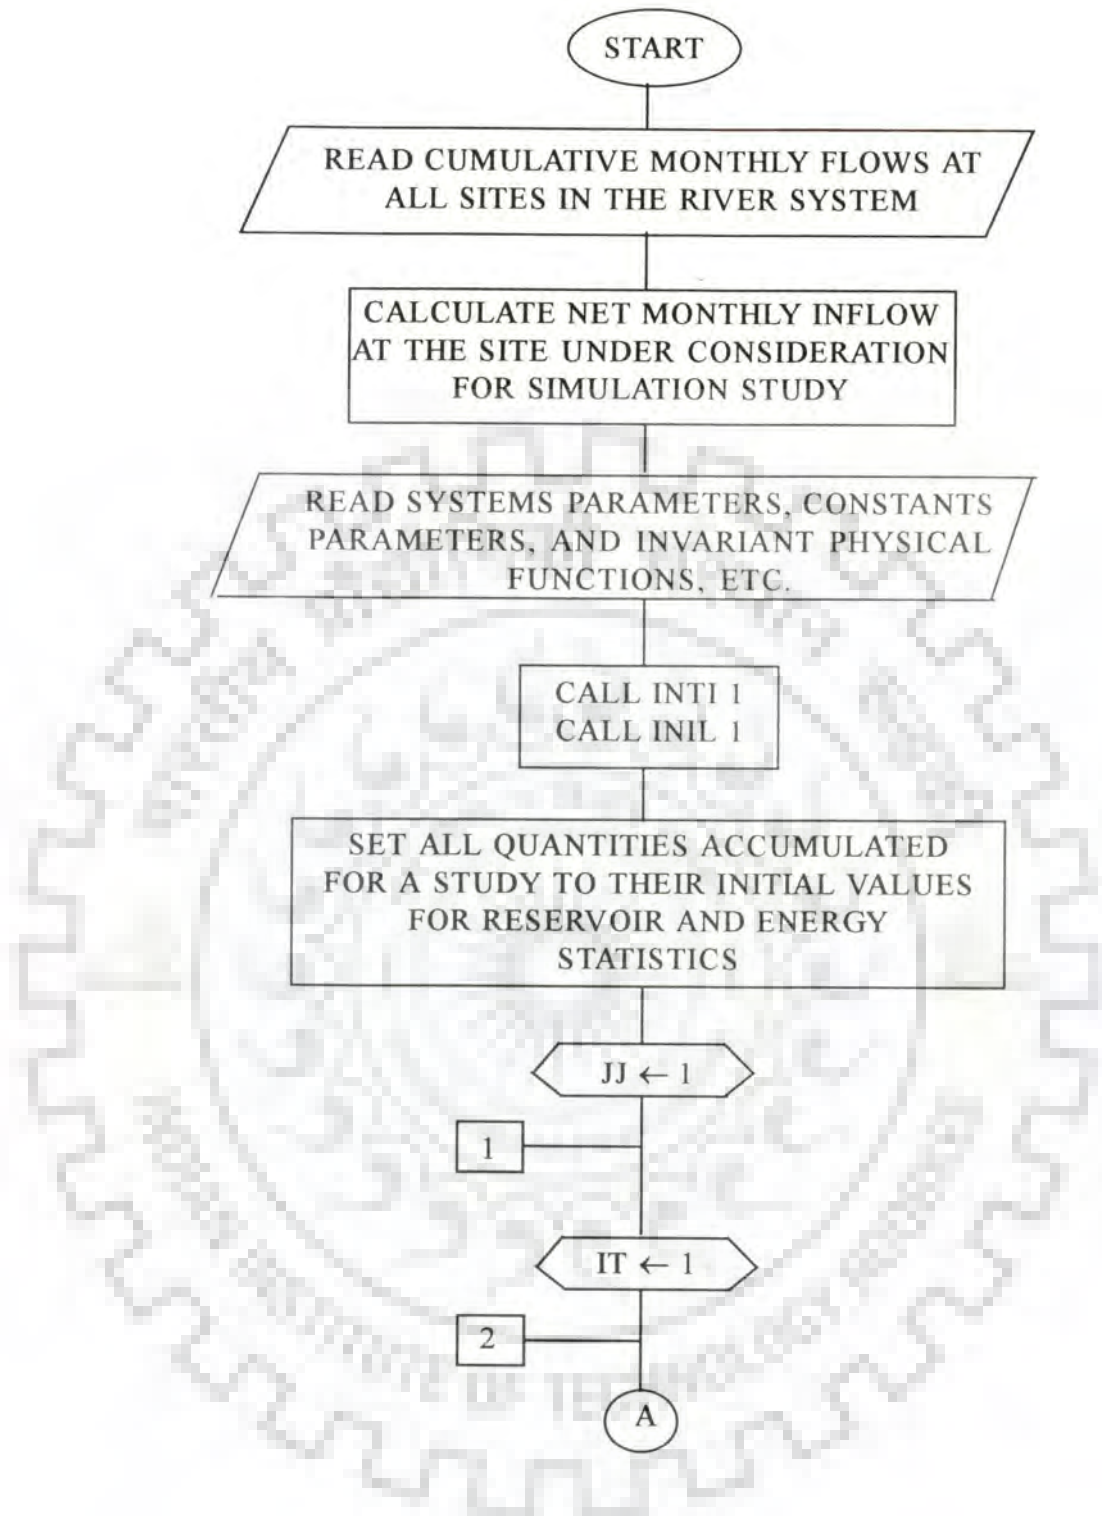 START
READ CUMULATIVE MONTHLY FLOWS AT
ALL SITES IN THE RIVER SYSTEM
CALCULATE NET MONTHLY INFLOW
AT THE SITE UNDER CONSIDERATION
FOR SIMULATION STUDY
READ SYSTEMS PARAMETERS, CONSTANTS
PARAMETERS, AND INVARIANT PHYSICAL
FUNCTIONS, ETC.
CALL INTI 1
CALL INIL 1
SET ALL QUANTITIES ACCUMULATED
FOR A STUDY TO THEIR INITIAL VALUES
FOR RESERVOIR AND ENERGY
STATISTICS
JJ ← 1
1
IT ← 1
2
A